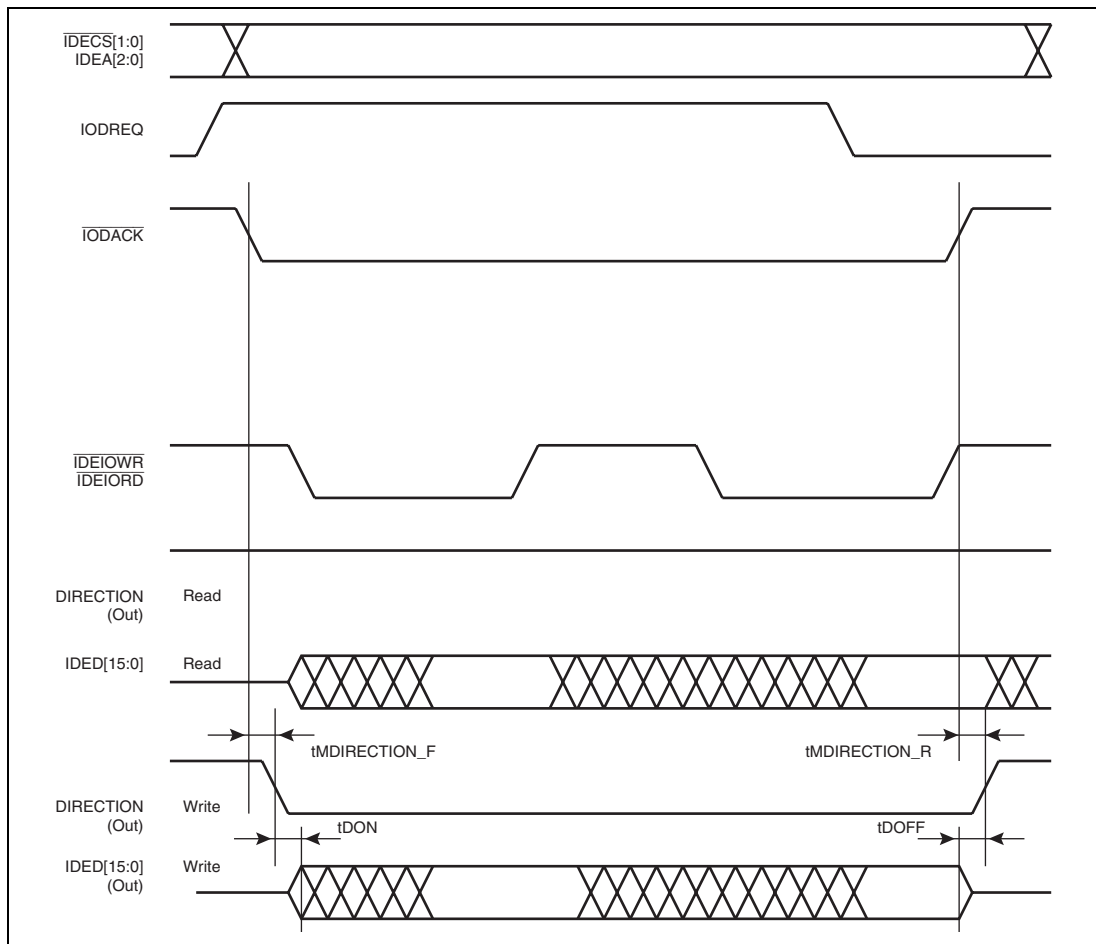 IDECS[1:0]
IDEA[2:0]
IODREQ
IODACK
IDEIOWR
IDEIORD
DIRECTION Read
(Out)
IDED[15:0] Read
tMDIRECTION_F tMDIRECTION_R
DIRECTION Write
(Out)
tDON tDOFF
IDED[15:0] Write
(Out)